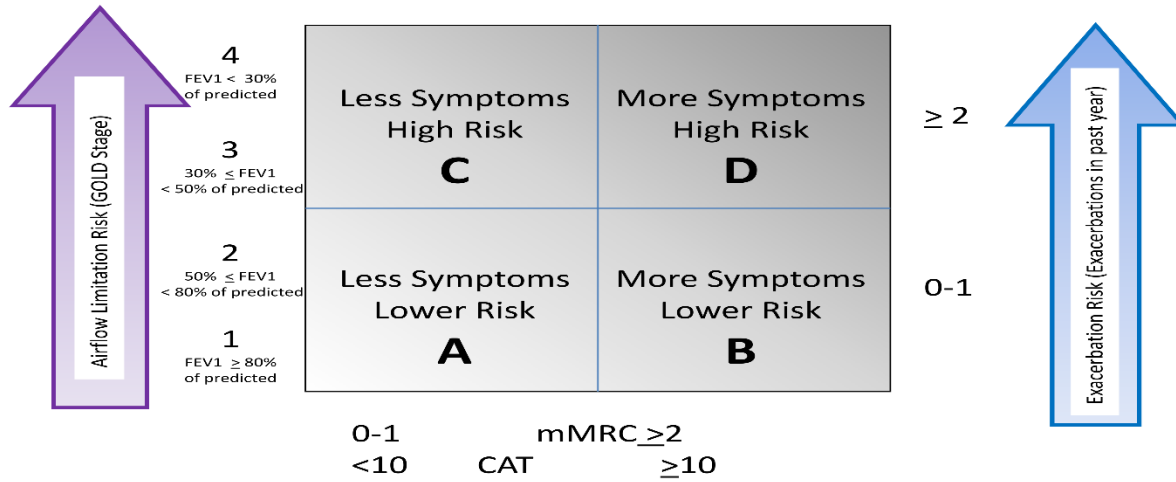 Airflow Limitation Risk (GOLD Stage)
4
FEV1 < 30%
of predicted
3
30% ≤ FEV1
< 50% of predicted
2
50% ≤ FEV1
< 80% of predicted
1
FEV1 ≥ 80%
of predicted
Less Symptoms
High Risk
C
More Symptoms
High Risk
D
Less Symptoms
Lower Risk
A
More Symptoms
Lower Risk
B
≥ 2
0-1
Exacerbation Risk (Exacerbations in past year)
0-1 mMRC ≥2
<10 CAT ≥10